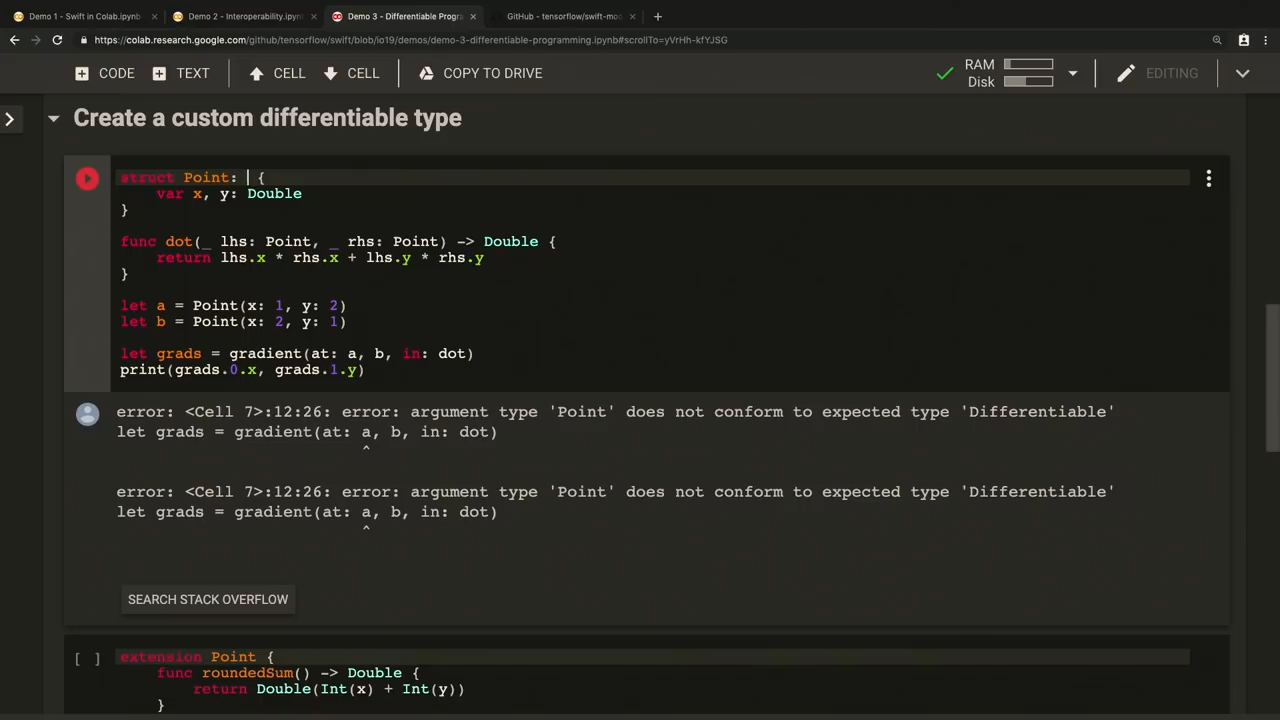 Demo 1 - Swift in Colab.ipynb
Demo 2 - Interoperability.ipyn
Demo 3 - Differentiable Progra
GitHub - tensorflow/swift-mo
https://colab.research.google.com/github/tensorflow/swift/blob/io19/demos/demo-3-differentiable-programming.ipynb#scrollTo=yVrHh-kfYJSG
CODE TEXT CELL CELL COPY TO DRIVE RAM EDITING
Disk
Create a custom differentiable type
struct Point: {
var x, y: Double
}
func dot(_ lhs: Point, _ rhs: Point) -> Double {
return lhs.x * rhs.x + lhs.y * rhs.y
}
let a = Point(x: 1, y: 2)
let b = Point(x: 2, y: 1)
let grads = gradient(at: a, b, in: dot)
print(grads.0.x, grads.1.y)
error: <Cell 7>:12:26: error: argument type 'Point' does not conform to expected type 'Differentiable'
let grads = gradient(at: a, b, in: dot)
^
error: <Cell 7>:12:26: error: argument type 'Point' does not conform to expected type 'Differentiable'
let grads = gradient(at: a, b, in: dot)
^
SEARCH STACK OVERFLOW
[ ] extension Point {
func roundedSum() -> Double {
return Double(Int(x) + Int(y))
}